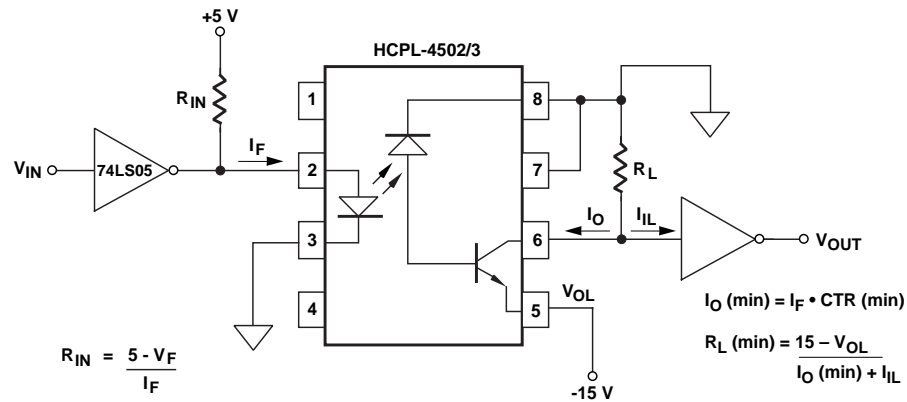 +5 V
HCPL-4502/3
R_IN
1
8
V_IN
74LS05
I_F
2
7
R_L
3
6
I_O
I_IL
V_OUT
4
5
V_OL
I_O (min) = I_F • CTR (min)
R_IN = 5 - V_F / I_F
R_L (min) = 15 – V_OL / I_O (min) + I_IL
-15 V